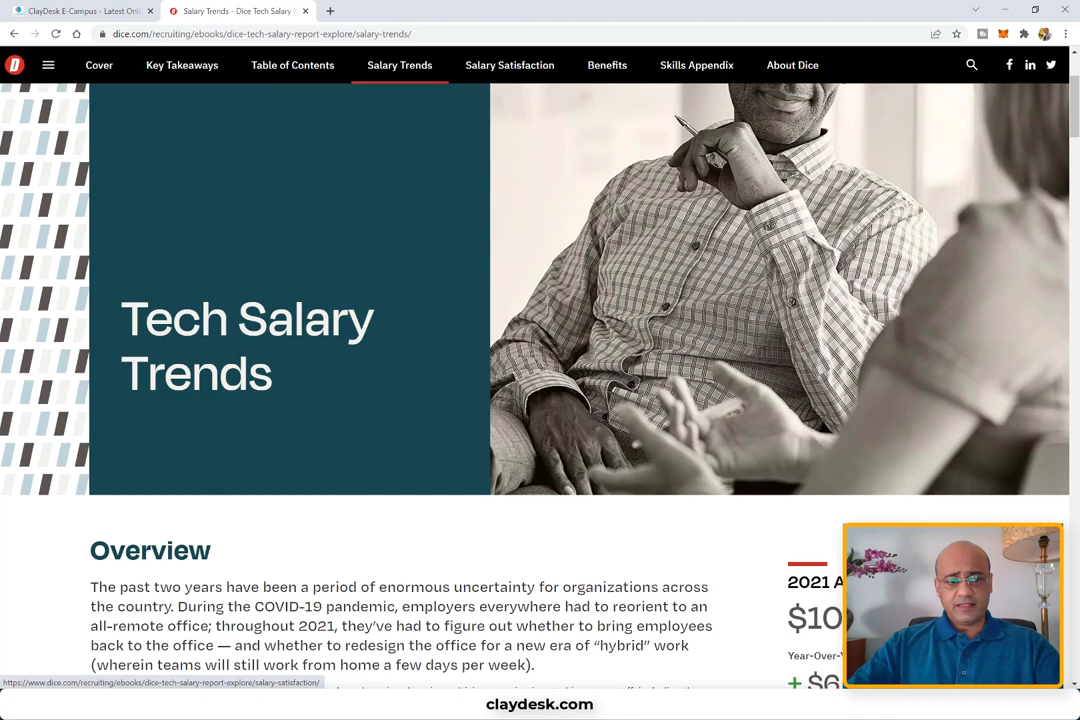 ClayDesk E-Campus - Latest Onli
Salary Trends - Dice Tech Salary
dice.com/recruiting/ebooks/dice-tech-salary-report-explore/salary-trends/
Cover
Key Takeaways
Table of Contents
Salary Trends
Salary Satisfaction
Benefits
Skills Appendix
About Dice
Tech Salary
Trends
Overview
The past two years have been a period of enormous uncertainty for organizations across
the country. During the COVID-19 pandemic, employers everywhere had to reorient to an
all-remote office; throughout 2021, they’ve had to figure out whether to bring employees
back to the office — and whether to redesign the office for a new era of “hybrid” work
(wherein teams will still work from home a few days per week).
2021 A
$10
Year-Over-Y
+ $6
https://www.dice.com/recruiting/ebooks/dice-tech-salary-report-explore/salary-satisfaction/
claydesk.com